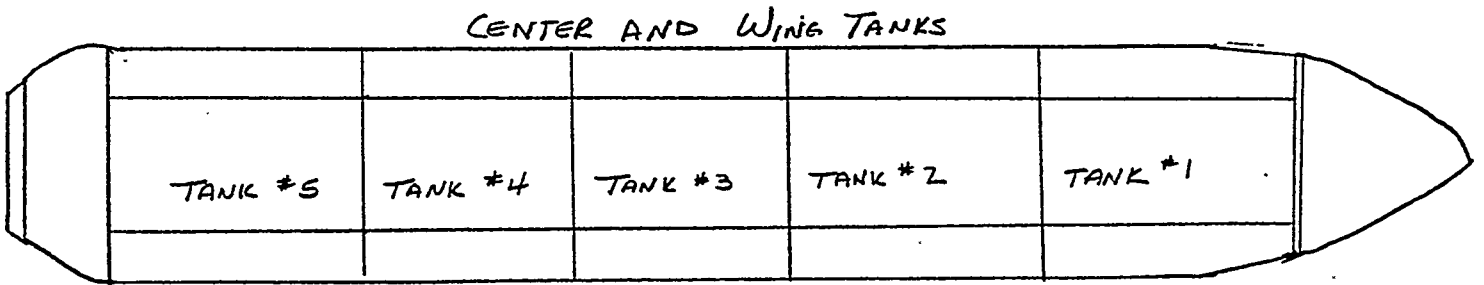 CENTER AND WING TANKS
TANK #5 TANK #4 TANK #3 TANK #2 TANK #1